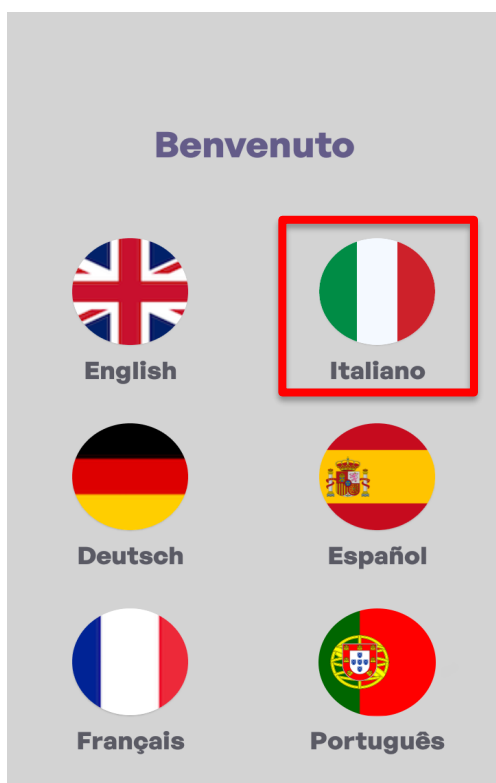 Benvenuto
English
Italiano
Deutsch
Español
Français
Português